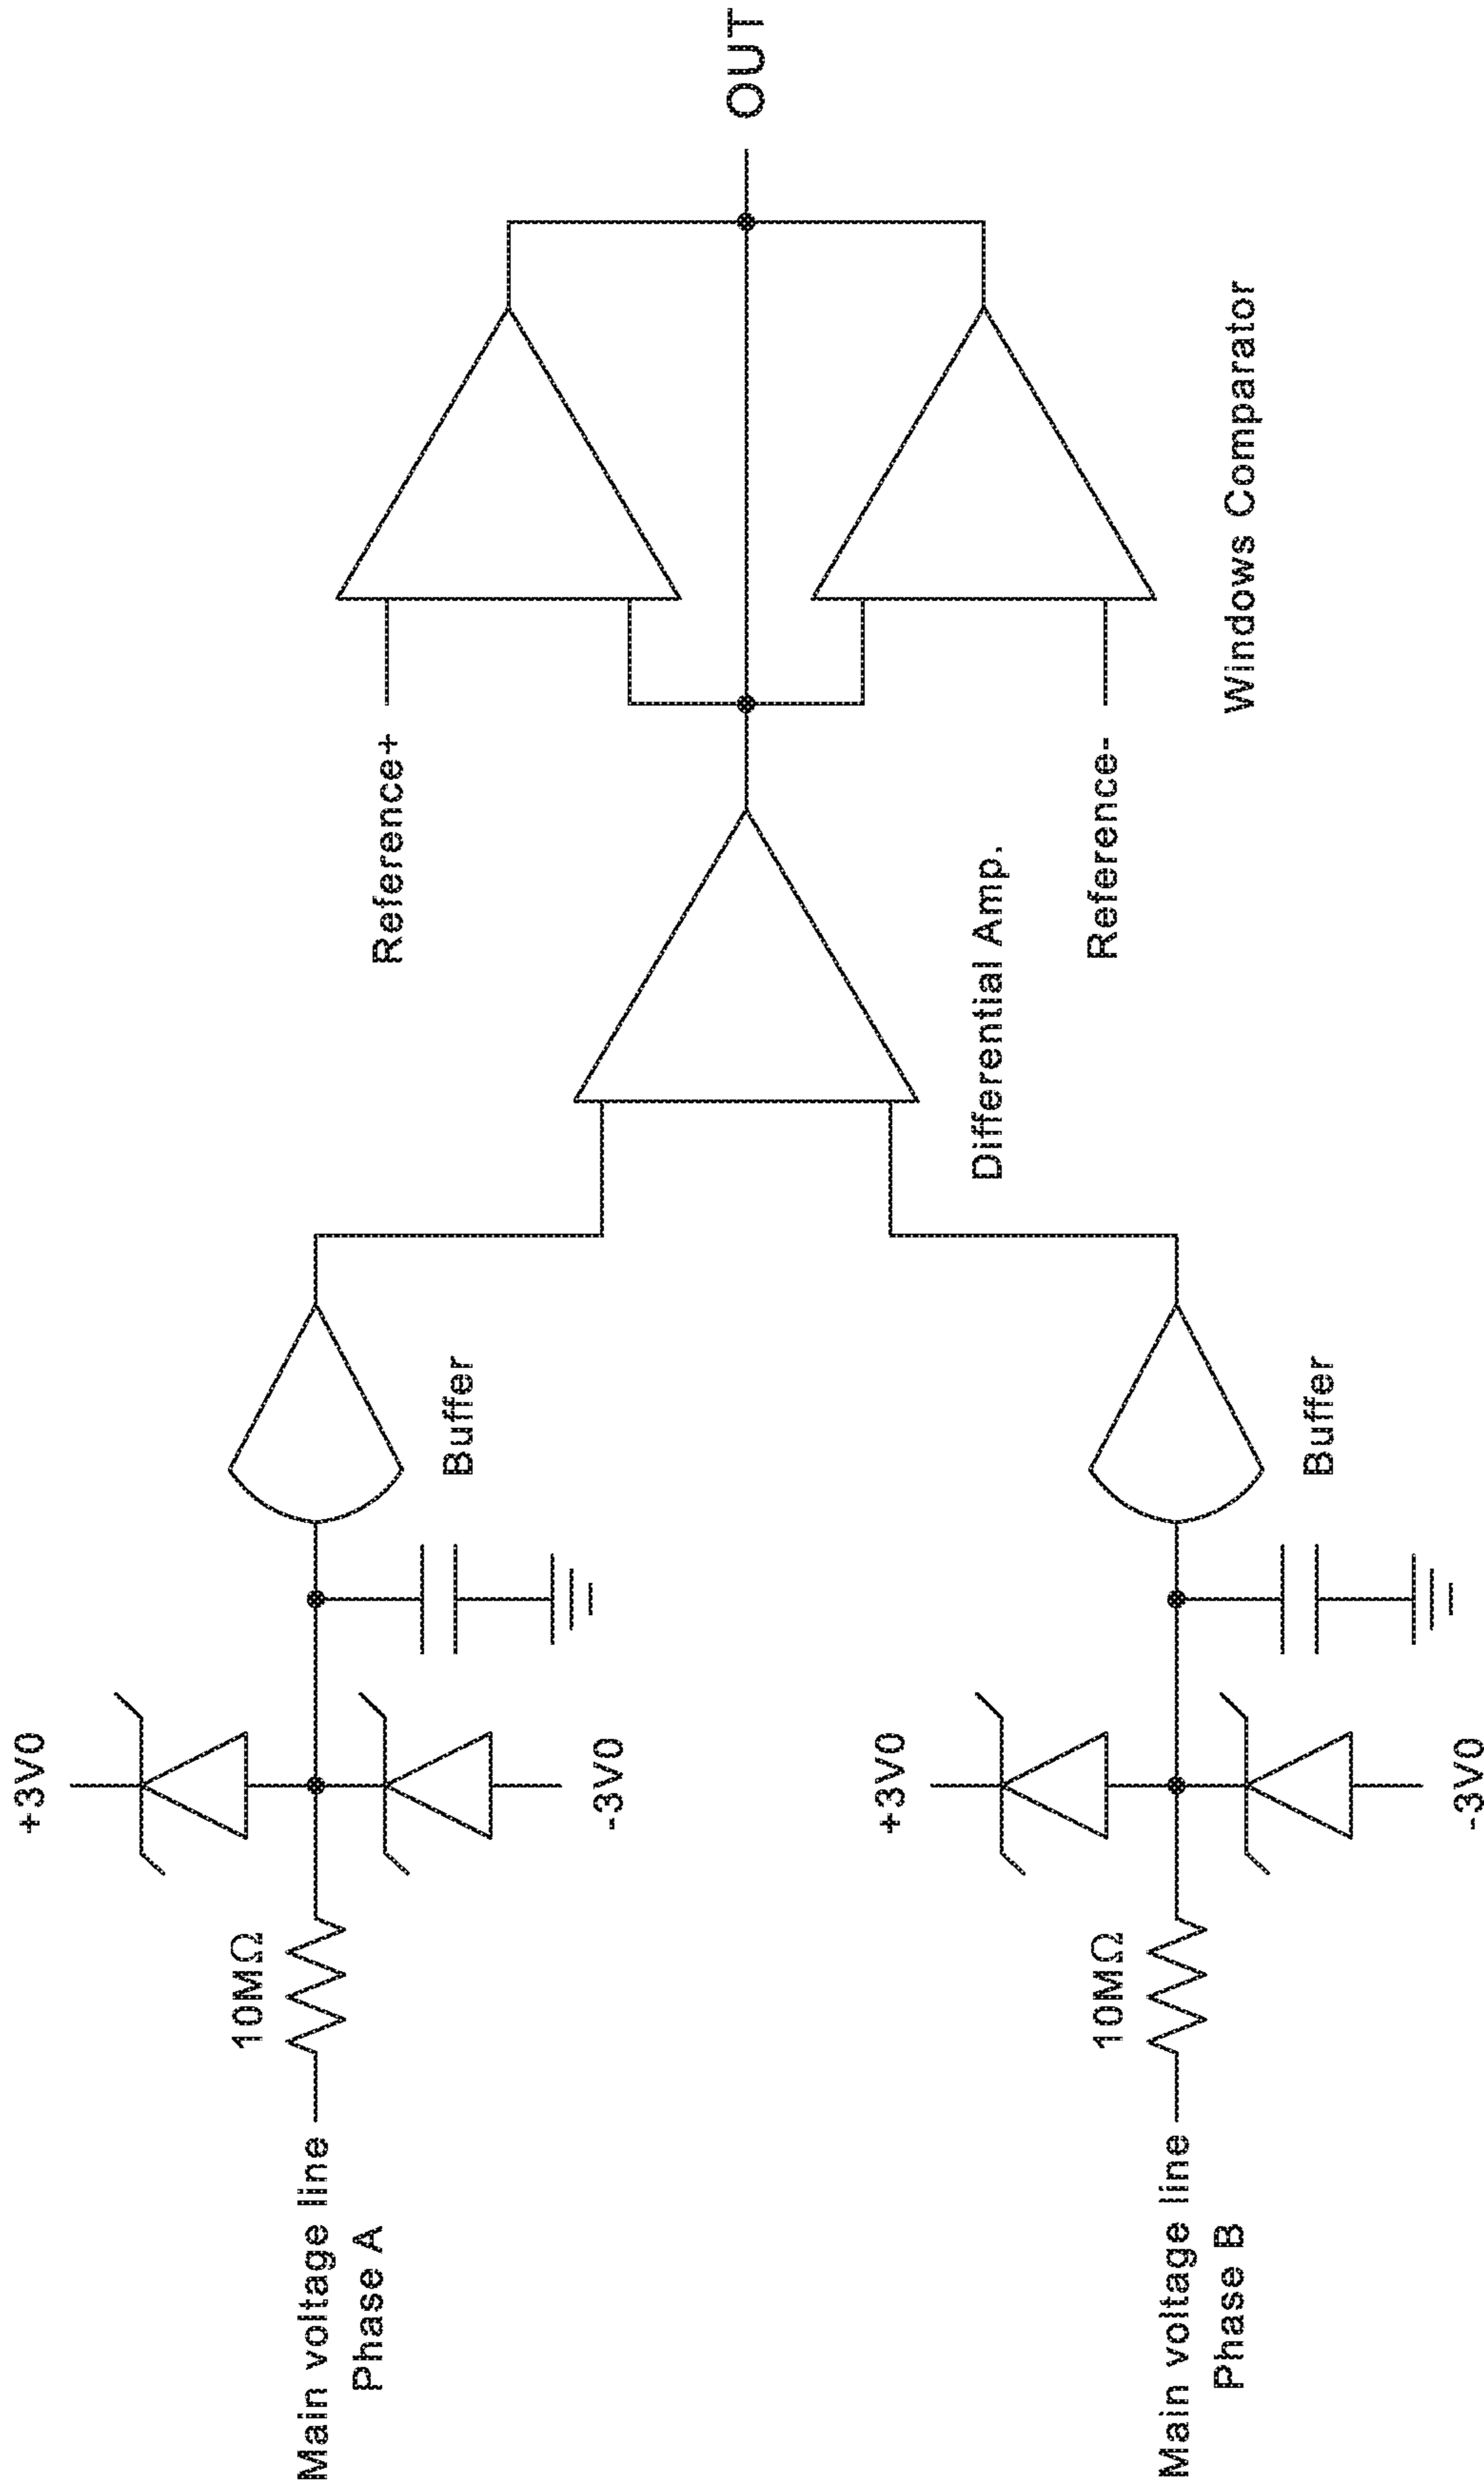 Main voltage line
Phase A
10MΩ
+3V0
-3V0
Buffer
Main voltage line
Phase B
10MΩ
+3V0
-3V0
Buffer
Differential Amp.
Reference+
Reference-
Windows Comparator
OUT